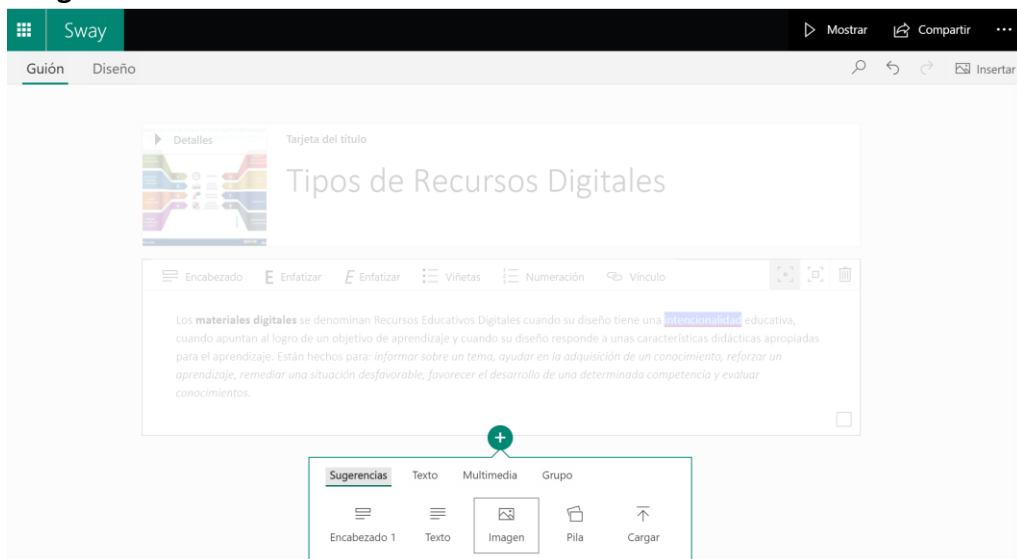 Sway
Mostrar
Compartir
Guión
Diseño
Insertar
Detalles
Tarjeta del título
Tipos de Recursos Digitales
Encabezado
E Enfatizar
E Enfatizar
Viñetas
Numeración
Vínculo
Los materiales digitales se denominan Recursos Educativos Digitales cuando su diseño tiene una intencionalidad educativa,
cuando apuntan al logro de un objetivo de aprendizaje y cuando su diseño responde a unas características didácticas apropiadas
para el aprendizaje. Están hechos para: informar sobre un tema, ayudar en la adquisición de un conocimiento, reforzar un
aprendizaje, remediar una situación desfavorable, favorecer el desarrollo de una determinada competencia y evaluar
conocimientos.
Sugerencias
Texto
Multimedia
Grupo
Encabezado 1
Texto
Imagen
Pila
Cargar